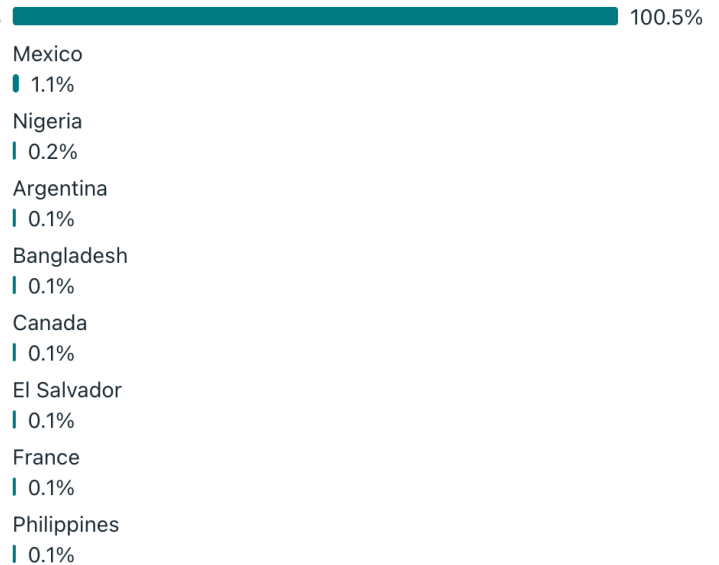 100.5%
Mexico
1.1%
Nigeria
0.2%
Argentina
0.1%
Bangladesh
0.1%
Canada
0.1%
El Salvador
0.1%
France
0.1%
Philippines
0.1%